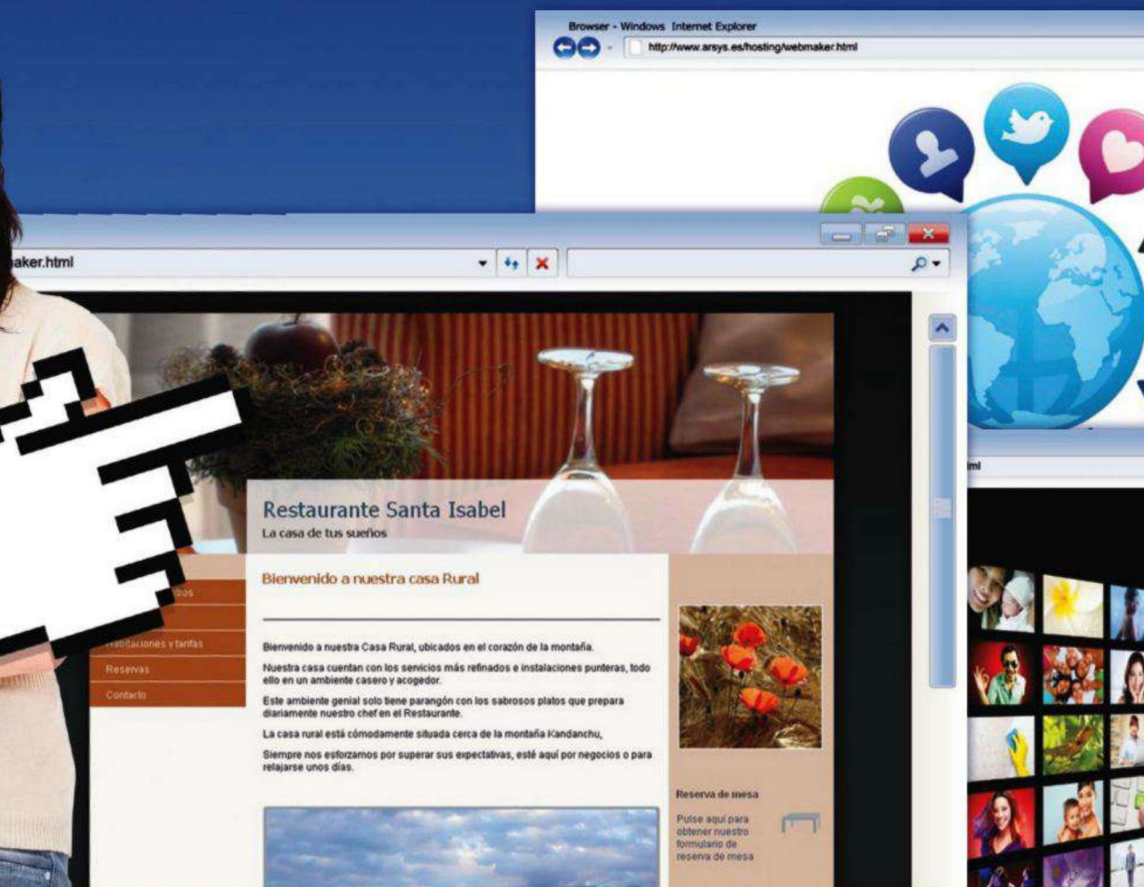 Browser - Windows Internet Explorer
http://www.arsys.es/hosting/webmaker.html
aker.html
ml
Restaurante Santa Isabel
La casa de tus sueños
Bienvenido a nuestra casa Rural
Habitaciones y tarifas
Reservas
Contacto
Bienvenido a nuestra Casa Rural, ubicados en el corazón de la montaña.
Nuestra casa cuentan con los servicios más refinados e instalaciones punteras, todo
ello en un ambiente casero y acogedor.
Este ambiente genial solo tiene parangón con los sabrosos platos que prepara
diariamente nuestro chef en el Restaurante.
La casa rural está cómodamente situada cerca de la montaña Kandanchu,
Siempre nos esforzamos por superar sus expectativas, esté aquí por negocios o para
relajarse unos días.
Reserva de mesa
Pulse aquí para
obtener nuestro
formulario de
reserva de mesa